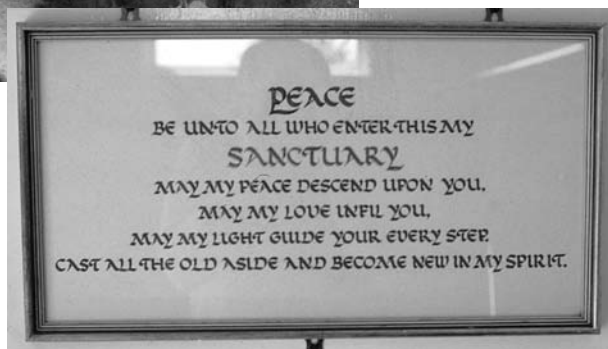 PEACE
BE UNTO ALL WHO ENTER THIS MY
SANCTUARY
MAY MY PEACE DESCEND UPON YOU,
MAY MY LOVE INFIL YOU,
MAY MY LIGHT GUIDE YOUR EVERY STEP.
CAST ALL THE OLD ASIDE AND BECOME NEW IN MY SPIRIT.